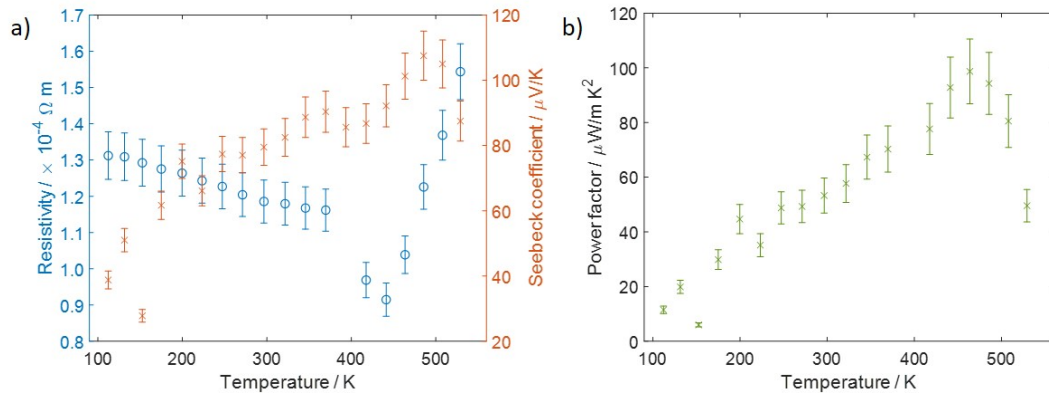 a)
Resistivity / × 10⁻⁴ Ω m
1.7
1.6
1.5
1.4
1.3
1.2
1.1
1.0
0.9
0.8
100 200 300 400 500
Temperature / K
120
100
80
60
40
20
Seebeck coefficient / μV/K
b)
Power factor / μW/m K²
120
100
80
60
40
20
0
100 200 300 400 500
Temperature / K